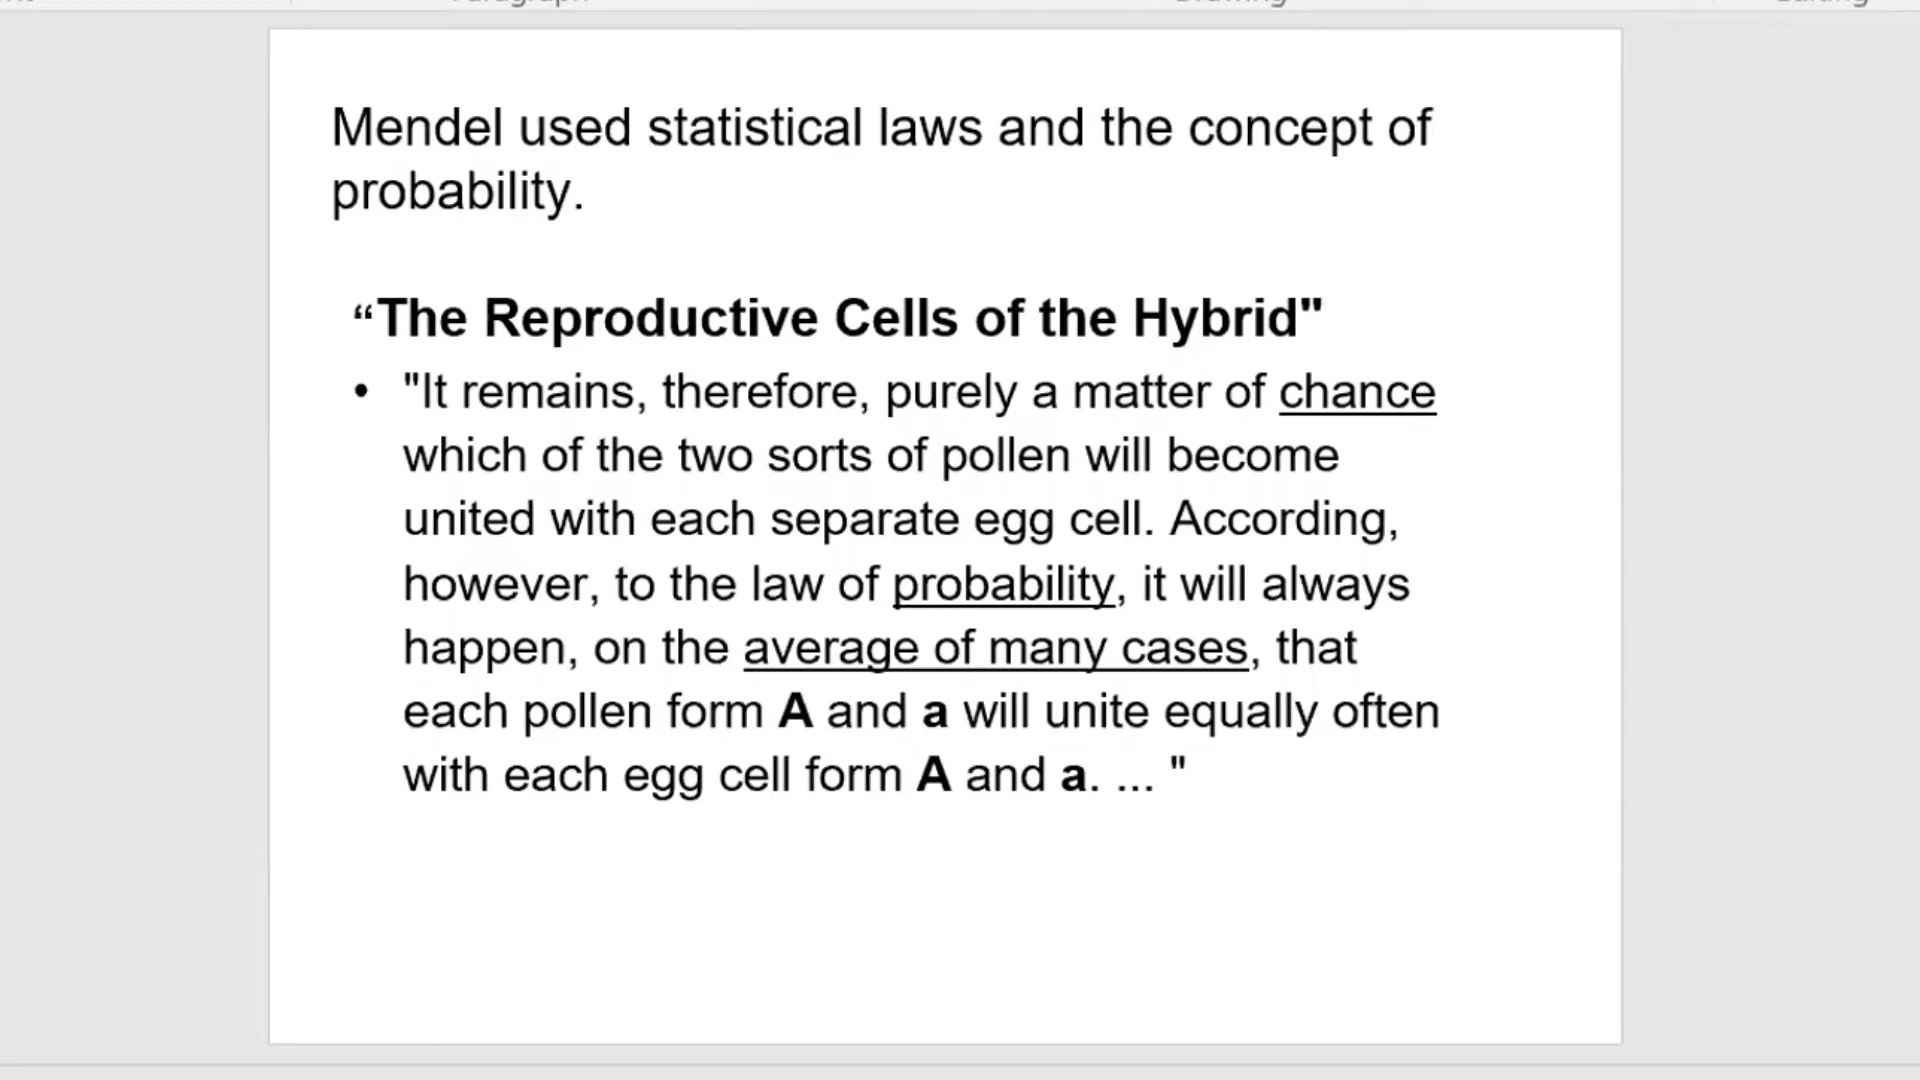 Mendel used statistical laws and the concept of
probability.
“The Reproductive Cells of the Hybrid"
• "It remains, therefore, purely a matter of chance
which of the two sorts of pollen will become
united with each separate egg cell. According,
however, to the law of probability, it will always
happen, on the average of many cases, that
each pollen form A and a will unite equally often
with each egg cell form A and a. ... "